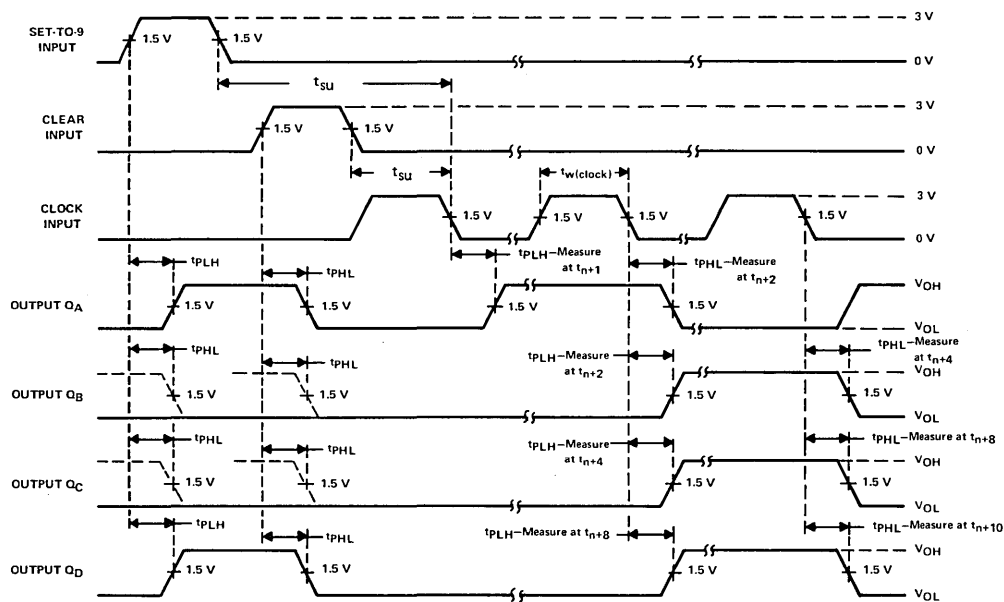 SET-TO-9
INPUT
1.5 V
1.5 V
3 V
0 V
tsu
CLEAR
INPUT
1.5 V
1.5 V
3 V
0 V
tsu
tw(clock)
CLOCK
INPUT
1.5 V
1.5 V
1.5 V
1.5 V
3 V
0 V
tPLH
tPHL
tPLH–Measure
at tn+1
tPHL–Measure
at tn+2
OUTPUT QA
1.5 V
1.5 V
1.5 V
1.5 V
VOH
VOL
tPHL
tPHL
tPLH–Measure
at tn+2
tPHL–Measure
at tn+4
OUTPUT QB
1.5 V
1.5 V
1.5 V
1.5 V
VOH
VOL
tPHL
tPHL
tPLH–Measure
at tn+4
tPHL–Measure at tn+8
OUTPUT QC
1.5 V
1.5 V
1.5 V
1.5 V
VOH
VOL
tPLH
tPHL
tPLH–Measure at tn+8
tPHL–Measure at tn+10
OUTPUT QD
1.5 V
1.5 V
1.5 V
1.5 V
VOH
VOL